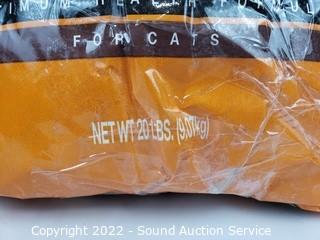 FOR CATS
NET WT 20 LBS. (9.07kg)
Copyright 2022 - Sound Auction Service